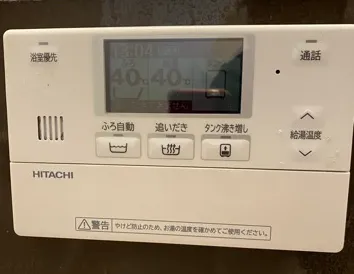 浴室優先
通話
40℃ 40℃
ふろ自動
追いだき
タンク沸き増し
給湯温度
HITACHI
⚠警告 やけど防止のため、お湯の温度を確かめてご使用ください。